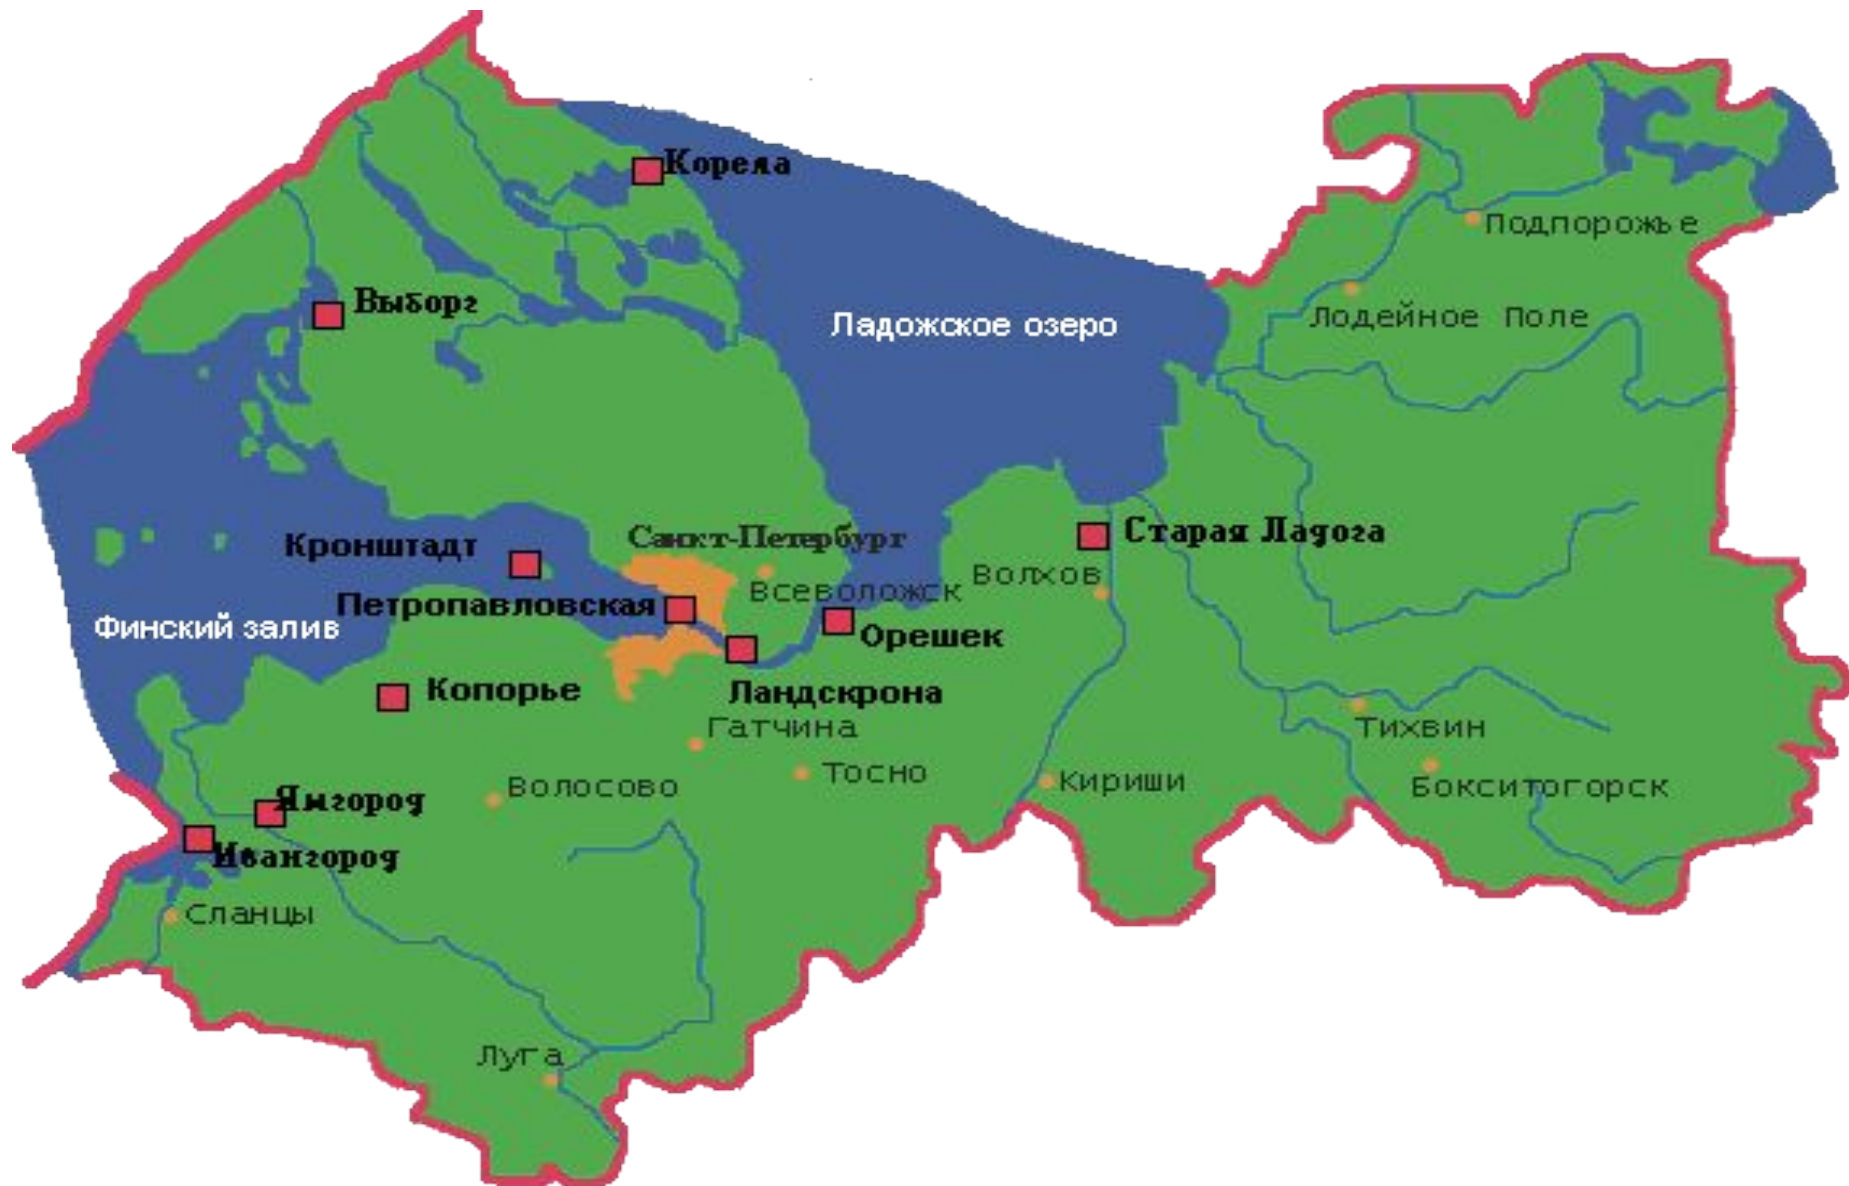 Корела
Подпорожье
Выборг
Лодейное Поле
Ладожское озеро
Кронштадт
Санкт-Петербург
Старая Ладога
Волхов
Всеволожск
Петропавловская
Финский залив
Орешек
Копорье
Ландскрона
Гатчина
Тихвин
Тосно
Волосово
Кириши
Бокситогорск
Ямгород
Ивангород
Сланцы
Луга